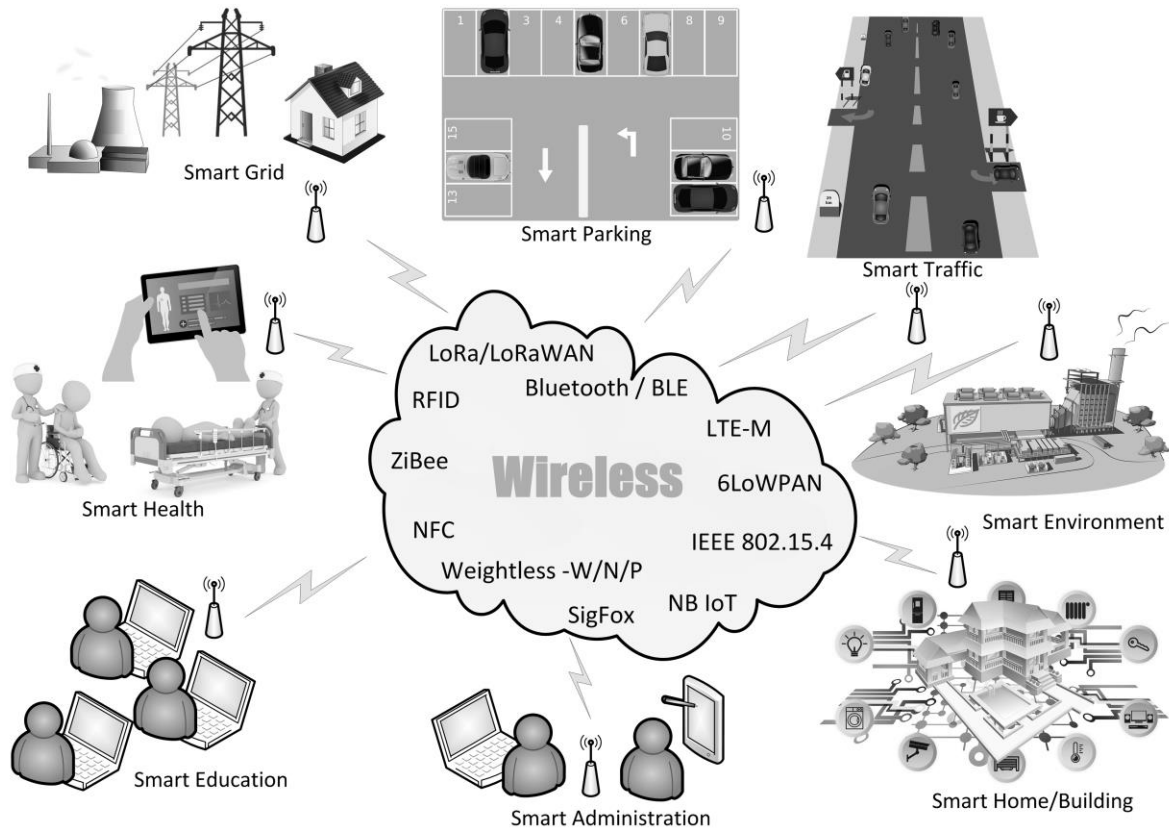 1
3
4
6
8
9
15
13
10
Smart Grid
Smart Parking
Smart Traffic
LoRa/LoRaWAN
Bluetooth / BLE
RFID
LTE-M
ZiBee
Wireless
6LoWPAN
NFC
IEEE 802.15.4
Weightless -W/N/P
NB IoT
SigFox
Smart Health
Smart Environment
Smart Education
Smart Administration
Smart Home/Building